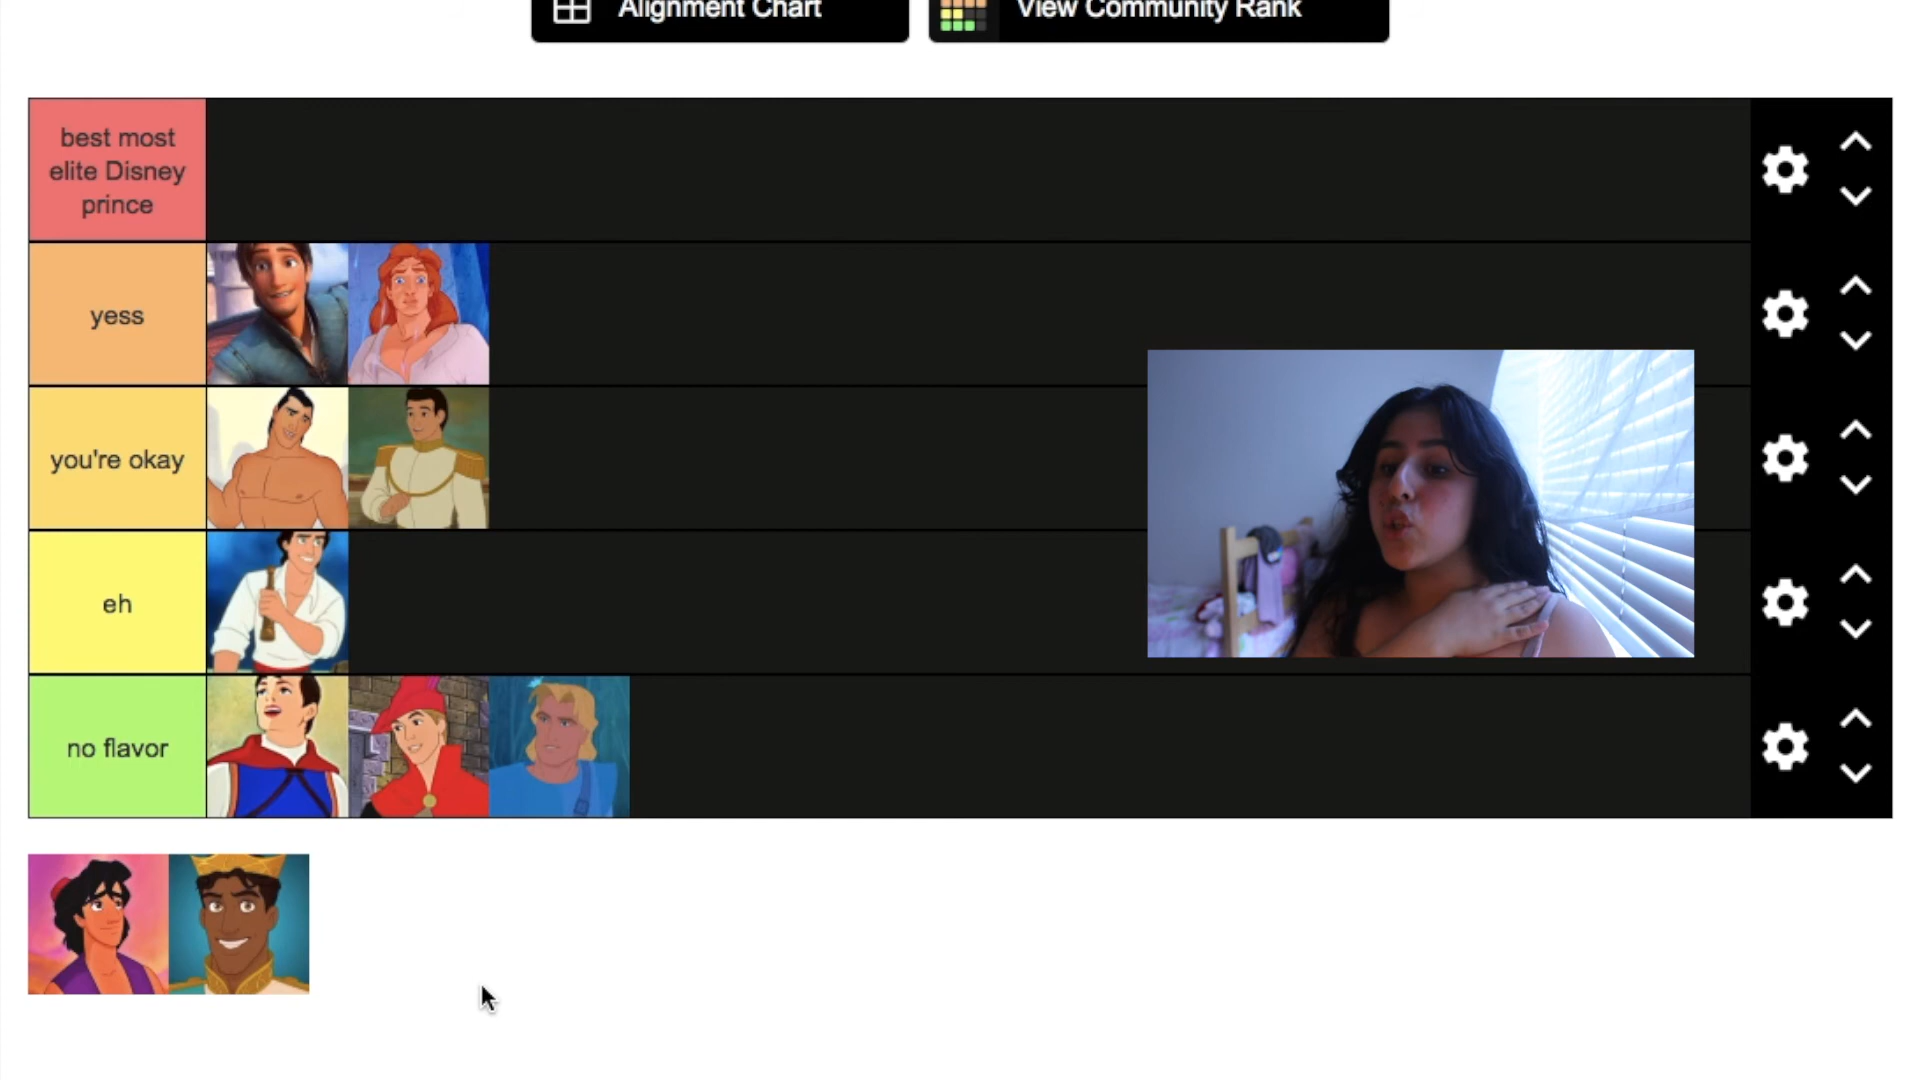 Alignment Chart
View Community Rank
best most
elite Disney
prince
yess
you're okay
eh
no flavor